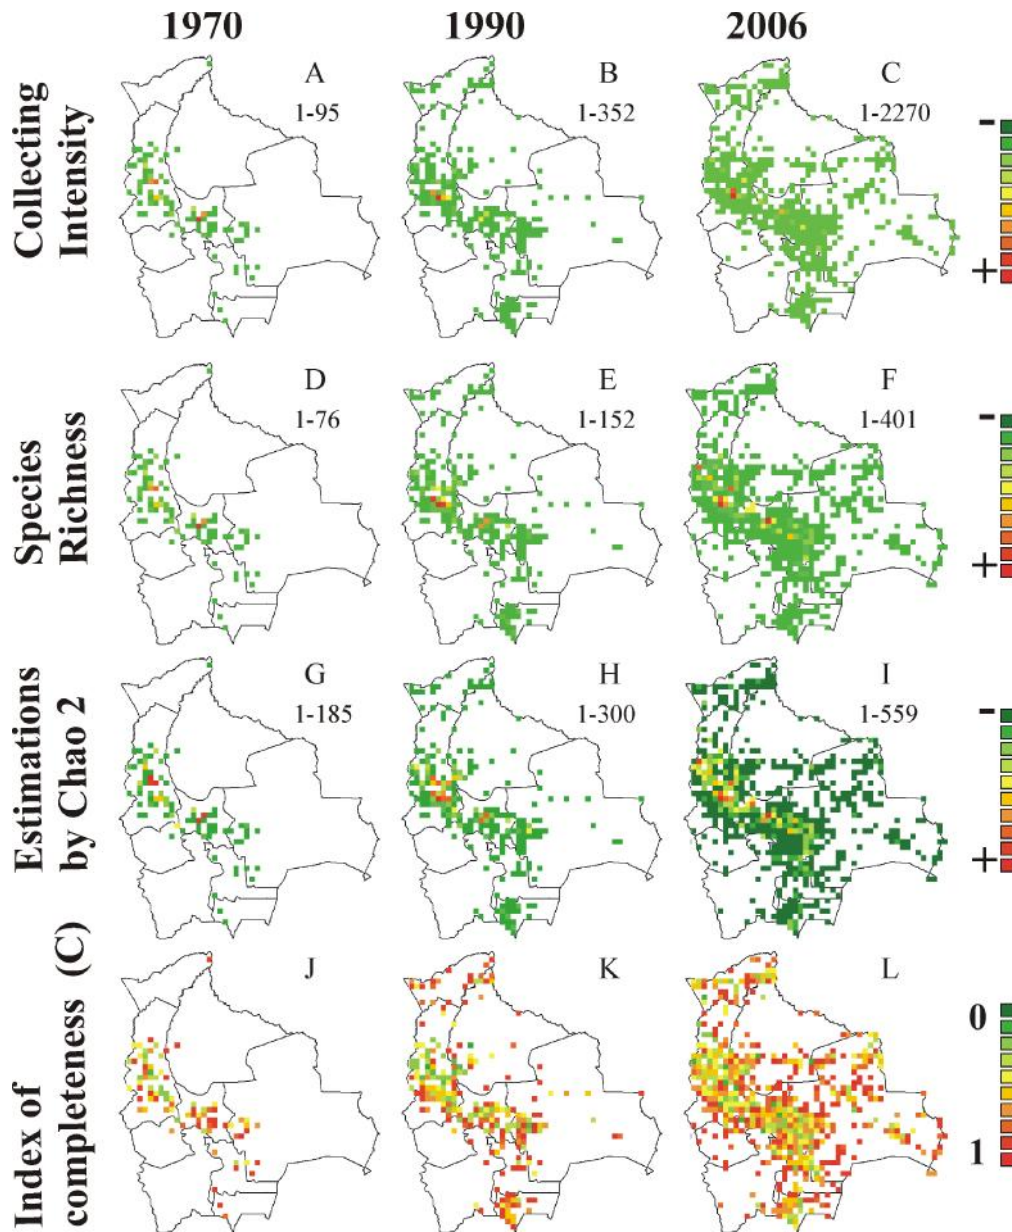 1970 1990 2006
Collecting
Intensity
A
1-95
B
1-352
C
1-2270
-
+
Species
Richness
D
1-76
E
1-152
F
1-401
-
+
Estimations
by Chao 2
G
1-185
H
1-300
I
1-559
-
+
Index of
completeness (C)
J
K
L
0
1